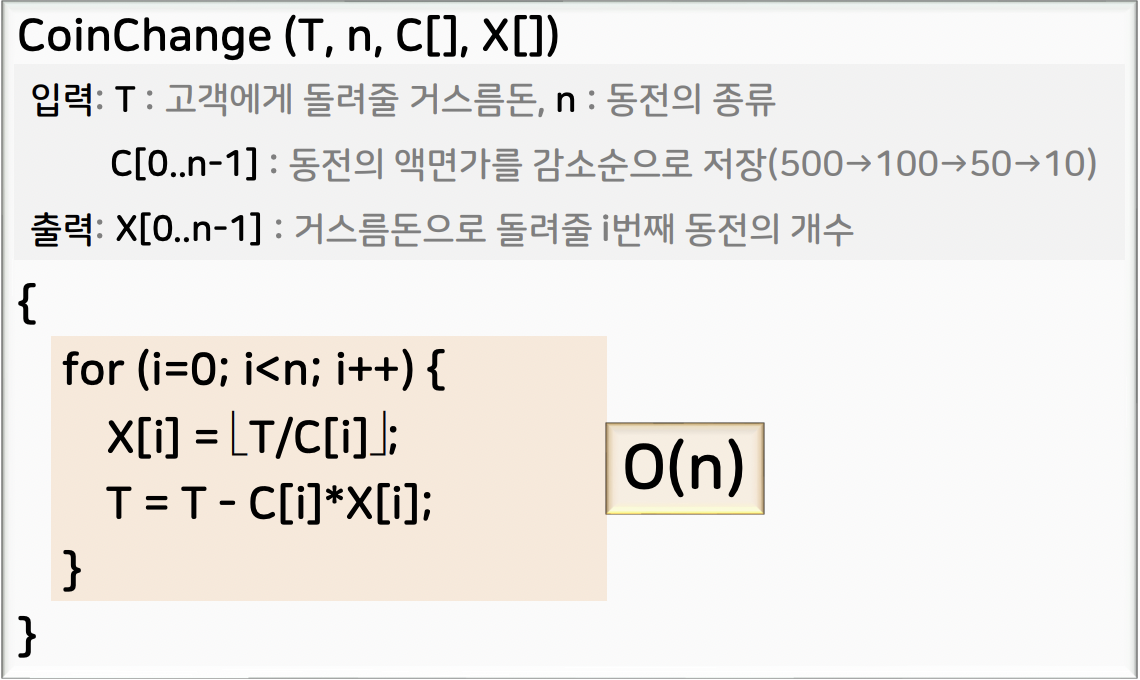 CoinChange (T, n, C[], X[])
입력: T : 고객에게 돌려줄 거스름돈, n : 동전의 종류
C[0..n-1] : 동전의 액면가를 감소순으로 저장(500→100→50→10)
출력: X[0..n-1] : 거스름돈으로 돌려줄 i번째 동전의 개수
{
for (i=0; i<n; i++) {
X[i] = ⌊T/C[i]⌋;
T = T - C[i]*X[i];
}
O(n)
}